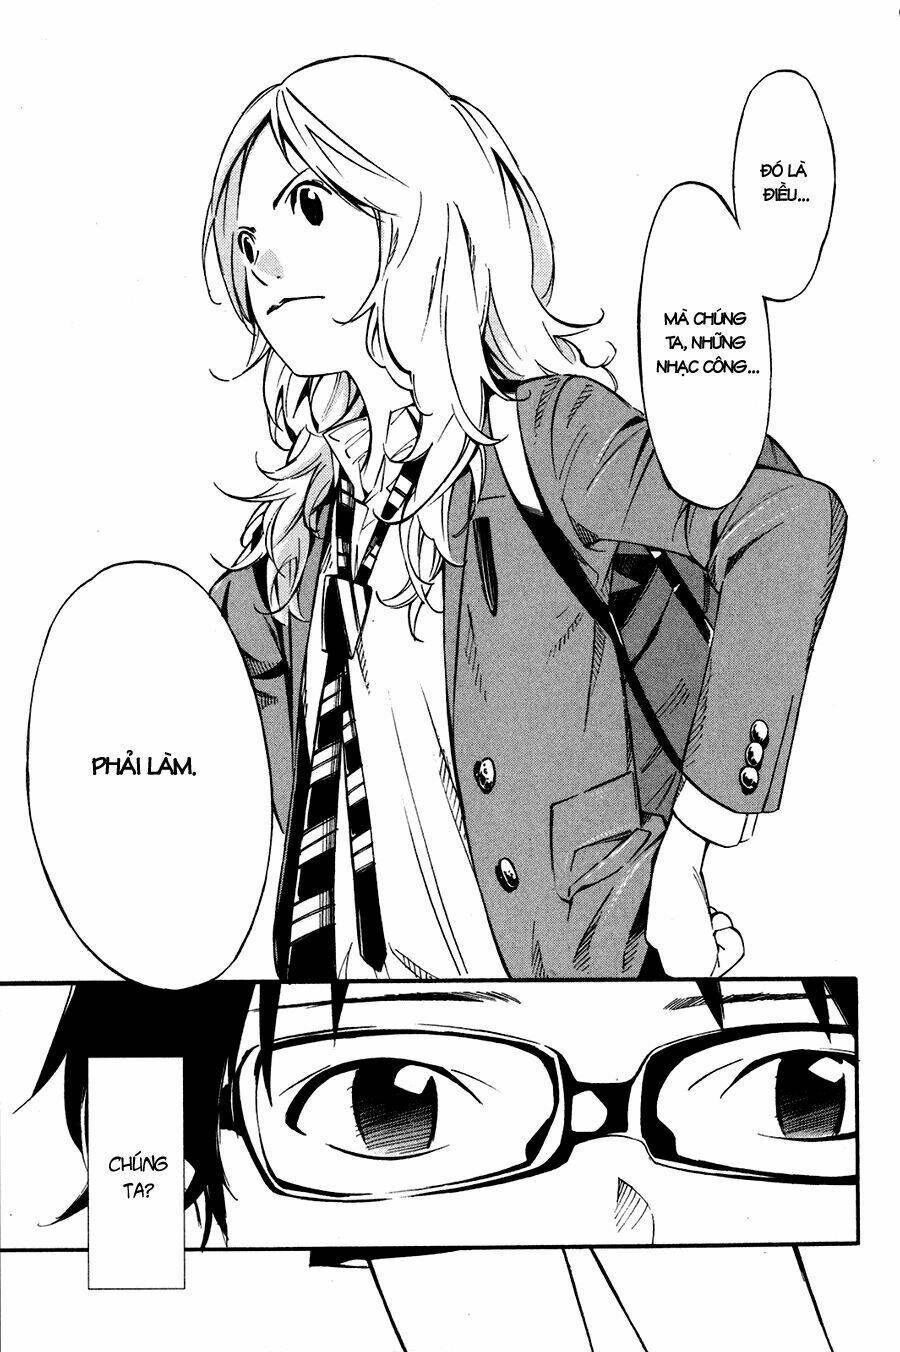 ĐÓ LÀ
ĐIỀU...
MÀ CHÚNG
TA, NHỮNG
NHẠC CÔNG...
PHẢI LÀM.
CHÚNG
TA?